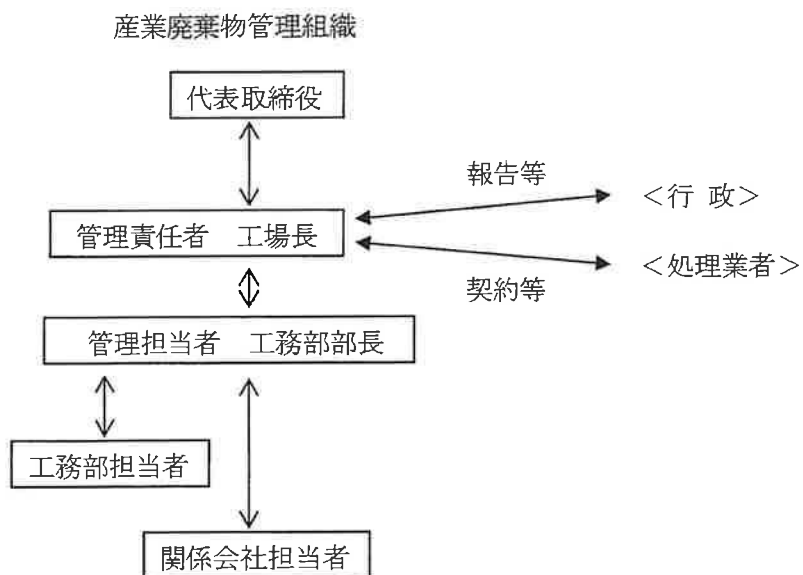 産業廃棄物管理組織
代表取締役
報告等
＜行 政＞
管理責任者　工場長
＜処理業者＞
契約等
管理担当者　工務部部長
工務部担当者
関係会社担当者